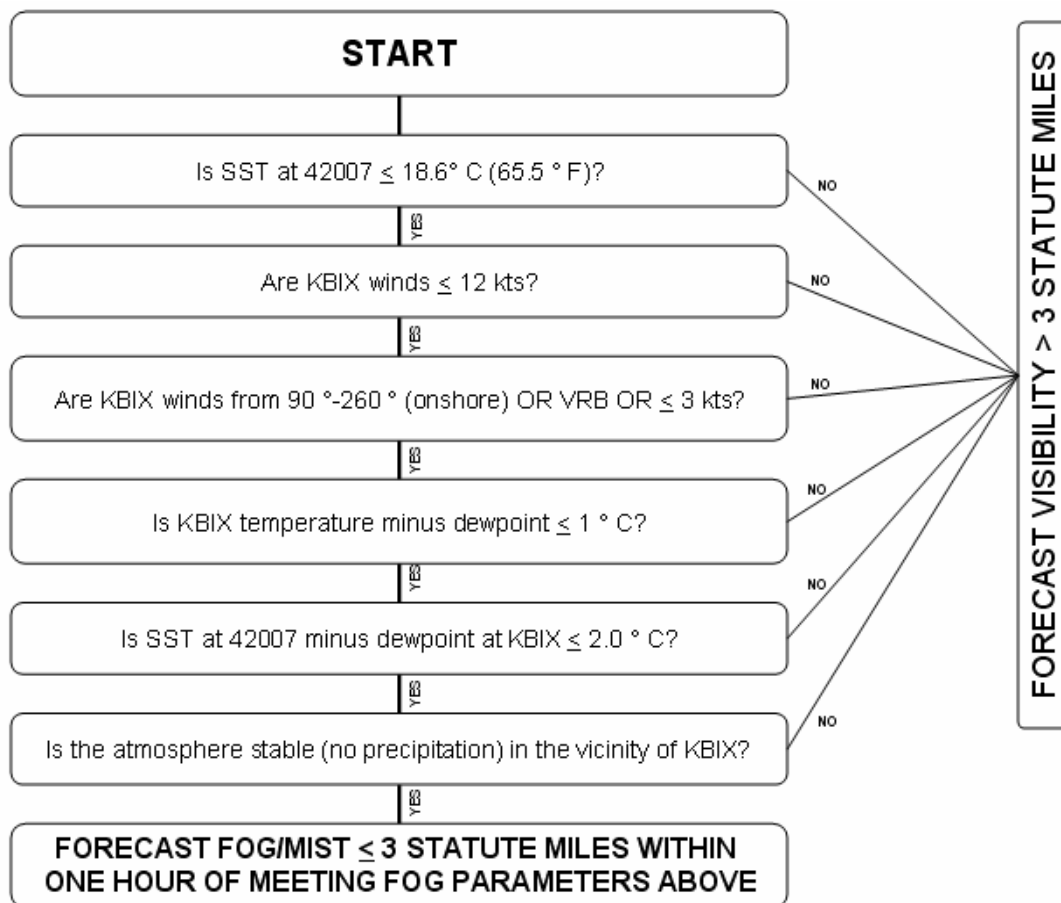 START
Is SST at 42007 ≤ 18.6° C (65.5 ° F)?
NO
YES
Are KBIX winds ≤ 12 kts?
NO
YES
Are KBIX winds from 90 °-260 ° (onshore) OR VRB OR ≤ 3 kts?
NO
YES
Is KBIX temperature minus dewpoint ≤ 1 ° C?
NO
YES
Is SST at 42007 minus dewpoint at KBIX ≤ 2.0 ° C?
NO
YES
Is the atmosphere stable (no precipitation) in the vicinity of KBIX?
NO
YES
FORECAST FOG/MIST ≤ 3 STATUTE MILES WITHIN
ONE HOUR OF MEETING FOG PARAMETERS ABOVE
FORECAST VISIBILITY > 3 STATUTE MILES